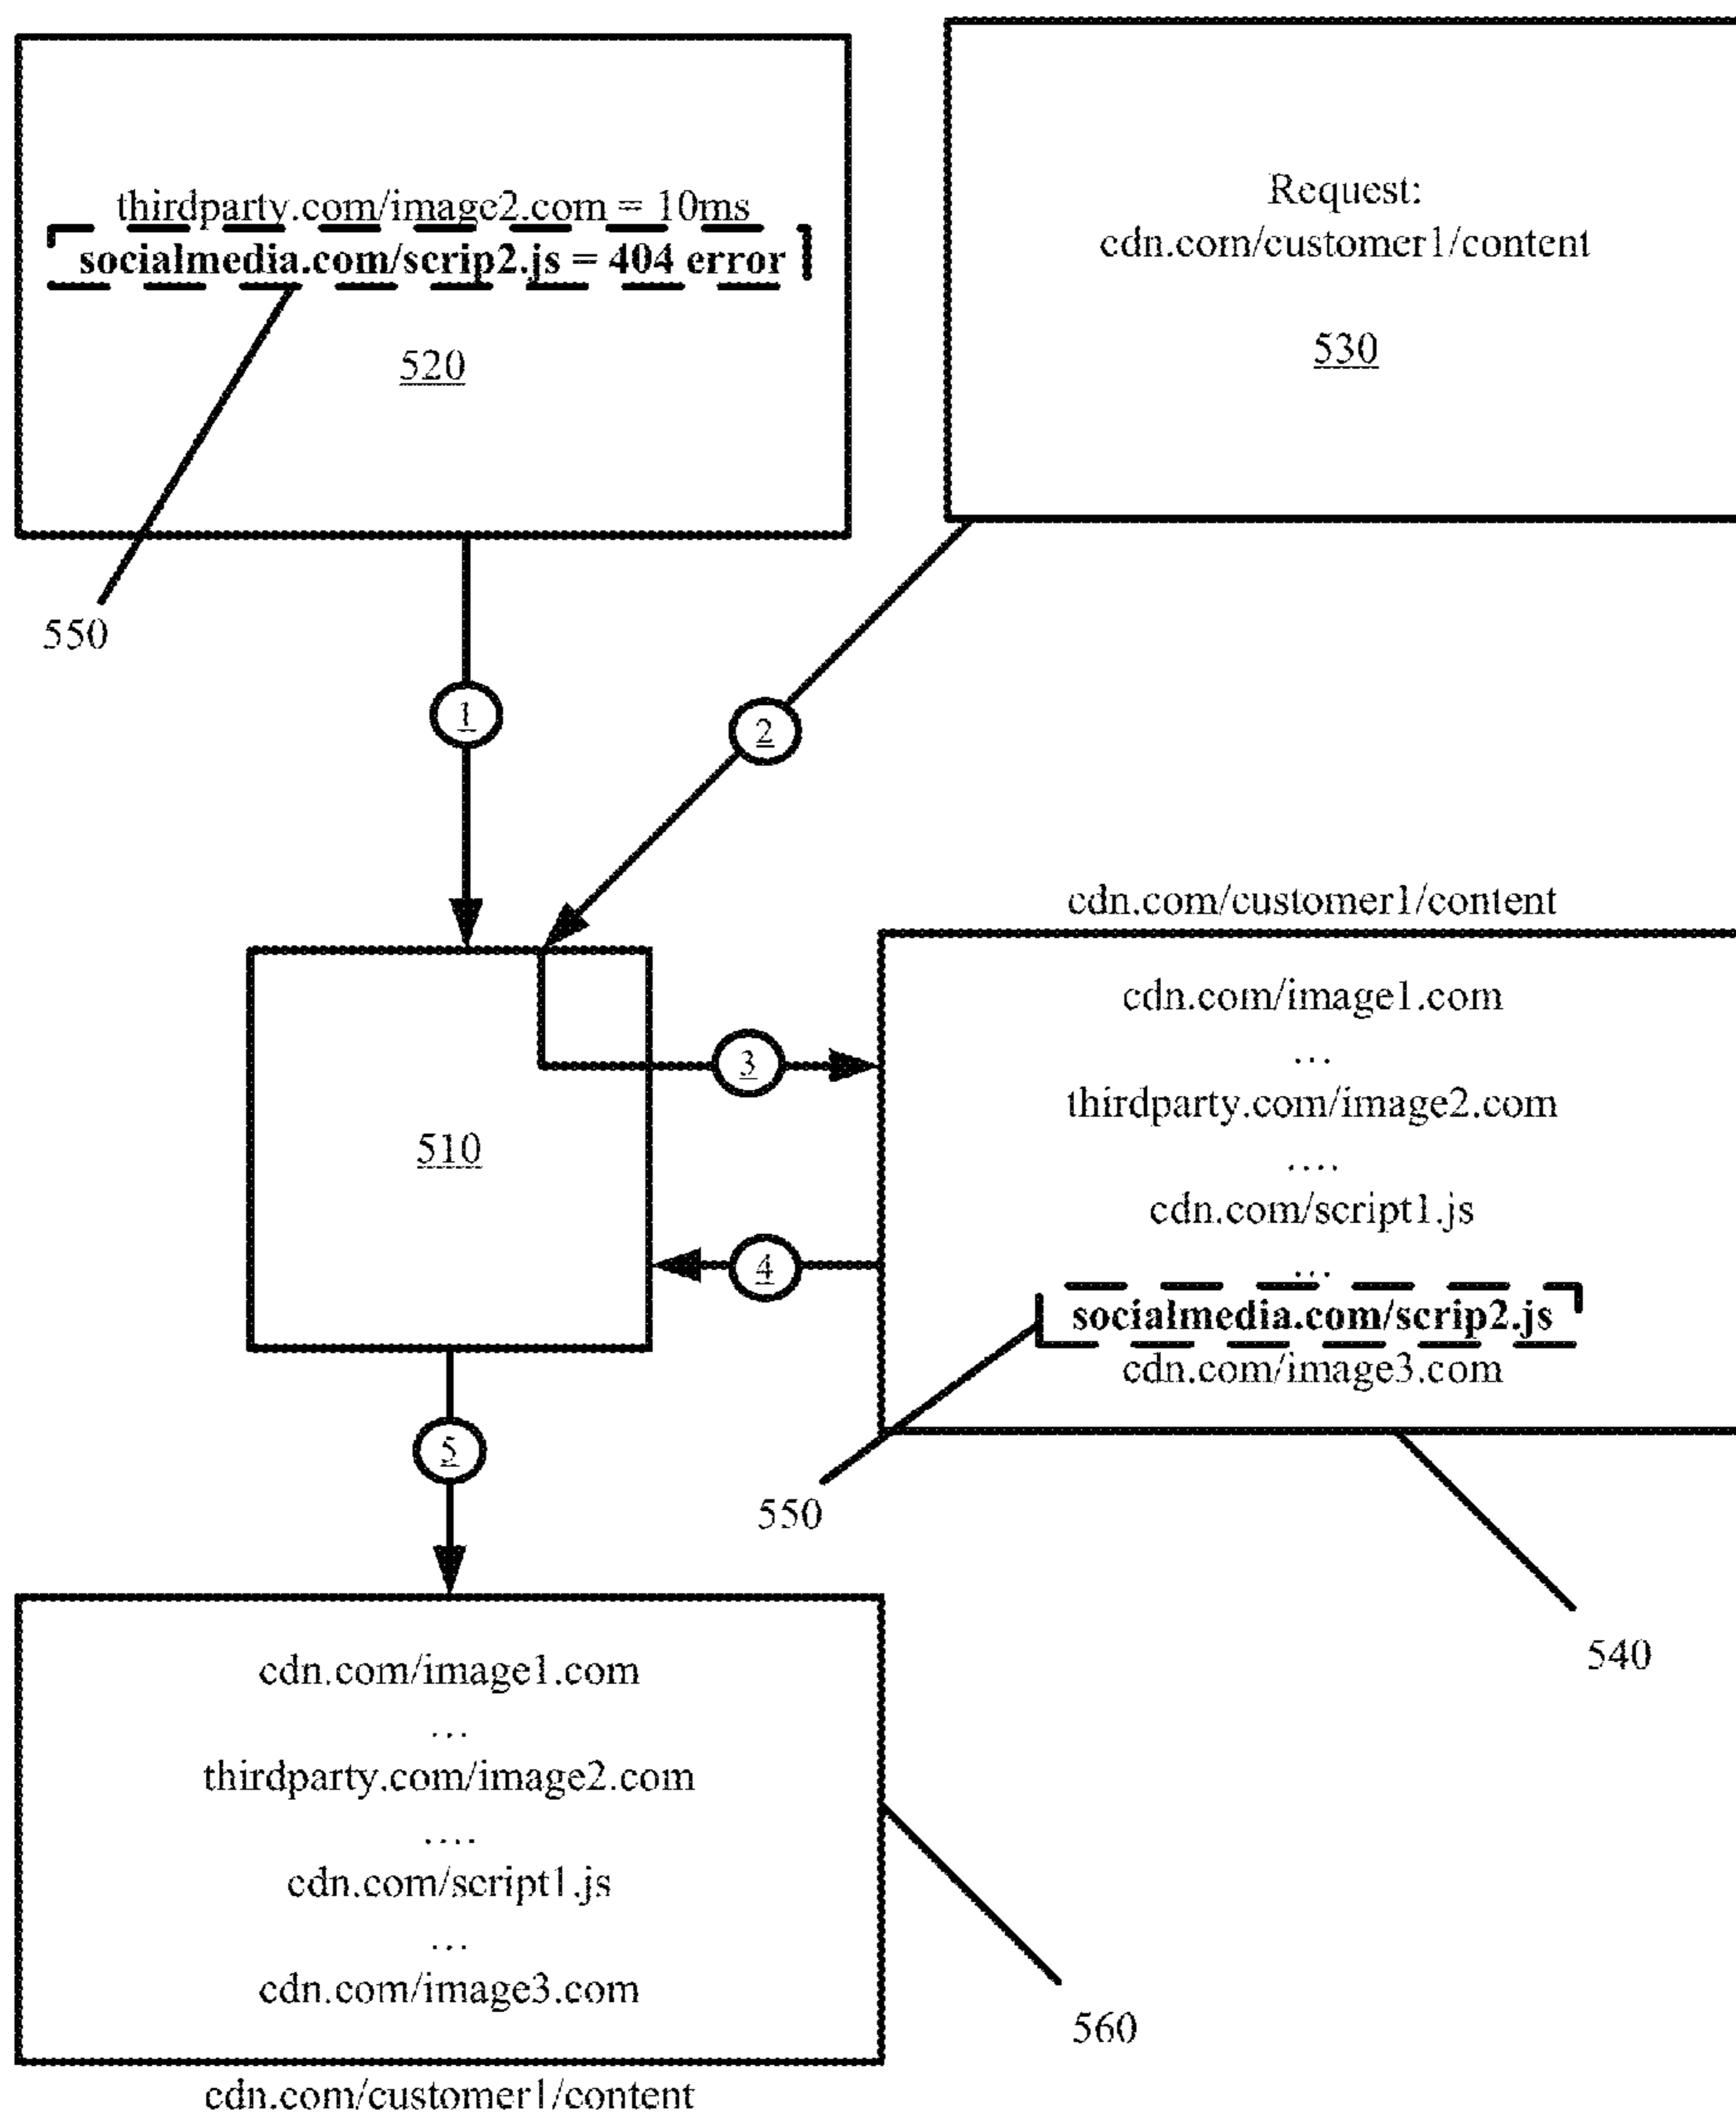 thirdparty.com/image2.com = 10ms
socialmedia.com/scrip2.js = 404 error
520
Request:
cdn.com/customer1/content
530
550
1
2
cdn.com/customer1/content
cdn.com/image1.com
...
thirdparty.com/image2.com
....
cdn.com/script1.js
...
socialmedia.com/scrip2.js
cdn.com/image3.com
3
510
4
5
550
540
cdn.com/image1.com
...
thirdparty.com/image2.com
....
cdn.com/script1.js
...
cdn.com/image3.com
560
cdn.com/customer1/content